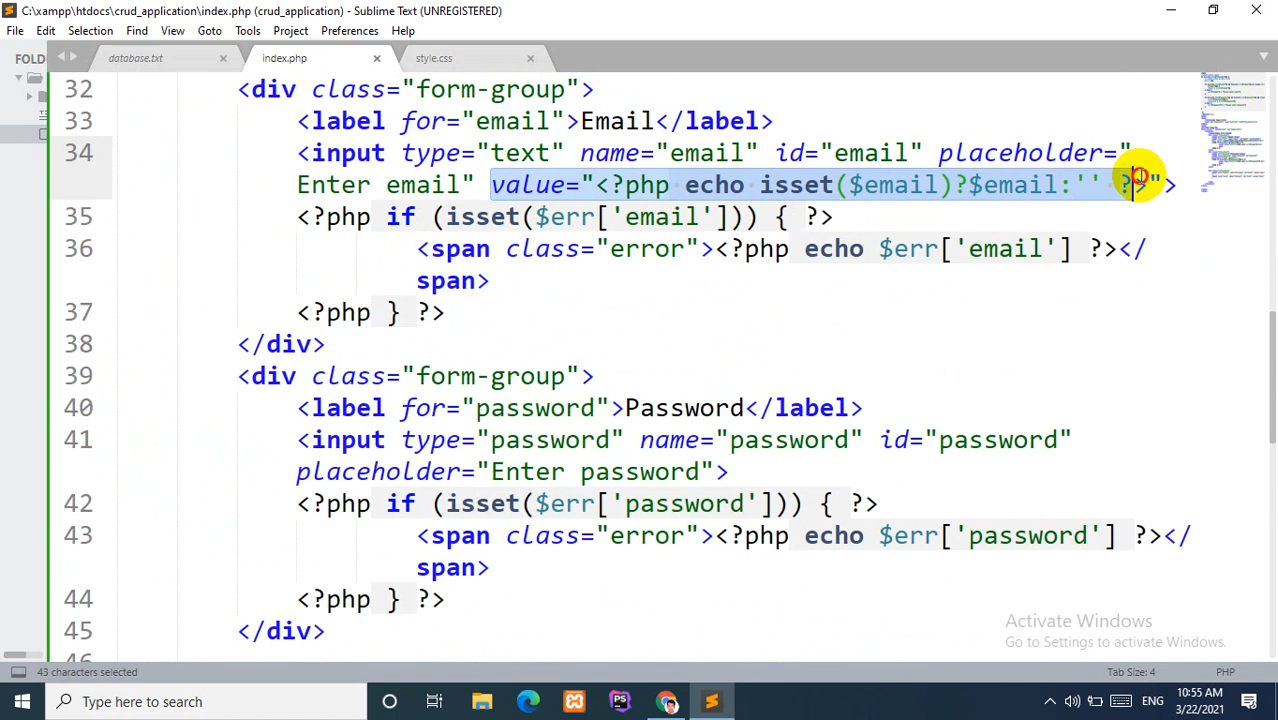 C:\xampp\htdocs\crud_application\index.php (crud_application) - Sublime Text (UNREGISTERED)
File Edit Selection Find View Goto Tools Project Preferences Help
FOLD
database.txt
index.php
style.css
32 <div class="form-group">
33 <label for="email">Email</label>
34 <input type="text" name="email" id="email" placeholder="
Enter email" value="<?php echo isset($email)?$email:'' ?>">
35 <?php if (isset($err['email'])) { ?>
36 <span class="error"><?php echo $err['email'] ?></
span>
37 <?php } ?>
38 </div>
39 <div class="form-group">
40 <label for="password">Password</label>
41 <input type="password" name="password" id="password"
placeholder="Enter password">
42 <?php if (isset($err['password'])) { ?>
43 <span class="error"><?php echo $err['password'] ?></
span>
44 <?php } ?>
45 </div>
Activate Windows
Go to Settings to activate Windows.
43 characters selected
Tab Size: 4
PHP
Type here to search
ENG
10:55 AM
3/22/2021